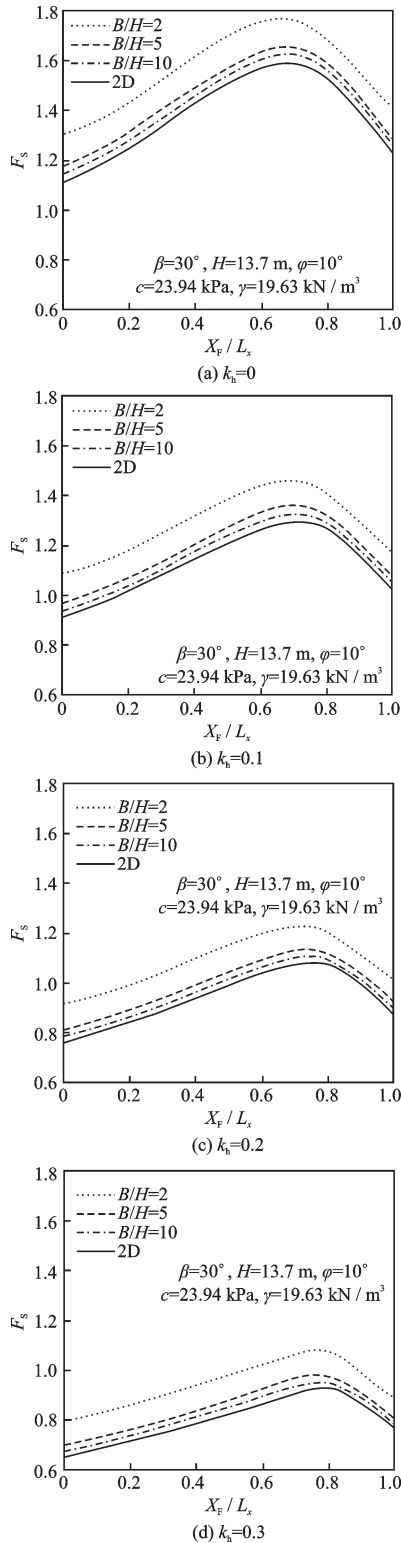 1.8
1.6
1.4
1.2
1.0
0.8
0.6
Fs
B/H=2
B/H=5
B/H=10
2D
β=30°, H=13.7 m, φ=10°
c=23.94 kPa, γ=19.63 kN / m³
0 0.2 0.4 0.6 0.8 1.0
XF / Lx
(a) kh=0
1.8
1.6
1.4
1.2
1.0
0.8
0.6
Fs
B/H=2
B/H=5
B/H=10
2D
β=30°, H=13.7 m, φ=10°
c=23.94 kPa, γ=19.63 kN / m³
0 0.2 0.4 0.6 0.8 1.0
XF / Lx
(b) kh=0.1
1.8
1.6
1.4
1.2
1.0
0.8
0.6
Fs
B/H=2
B/H=5
B/H=10
2D
β=30°, H=13.7 m, φ=10°
c=23.94 kPa, γ=19.63 kN / m³
0 0.2 0.4 0.6 0.8 1.0
XF / Lx
(c) kh=0.2
1.8
1.6
1.4
1.2
1.0
0.8
0.6
Fs
B/H=2
B/H=5
B/H=10
2D
β=30°, H=13.7 m, φ=10°
c=23.94 kPa, γ=19.63 kN / m³
0 0.2 0.4 0.6 0.8 1.0
XF / Lx
(d) kh=0.3